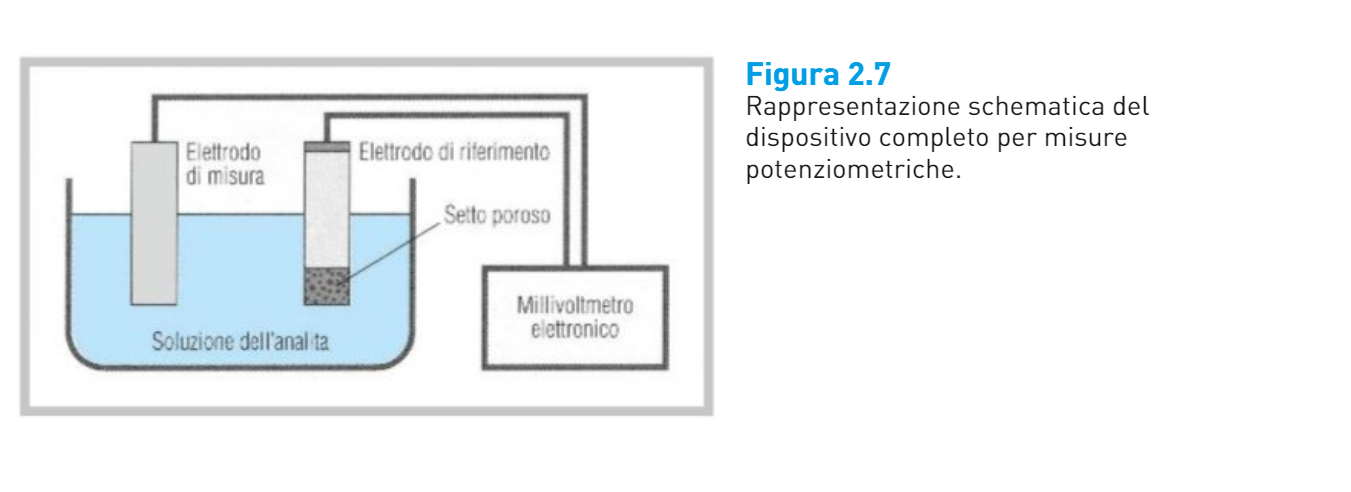 Figura 2.7
Rappresentazione schematica del
dispositivo completo per misure
potenziometriche.
Elettrodo
di misura
Elettrodo di riferimento
Setto poroso
Millivoltmetro
elettronico
Soluzione dell'analita